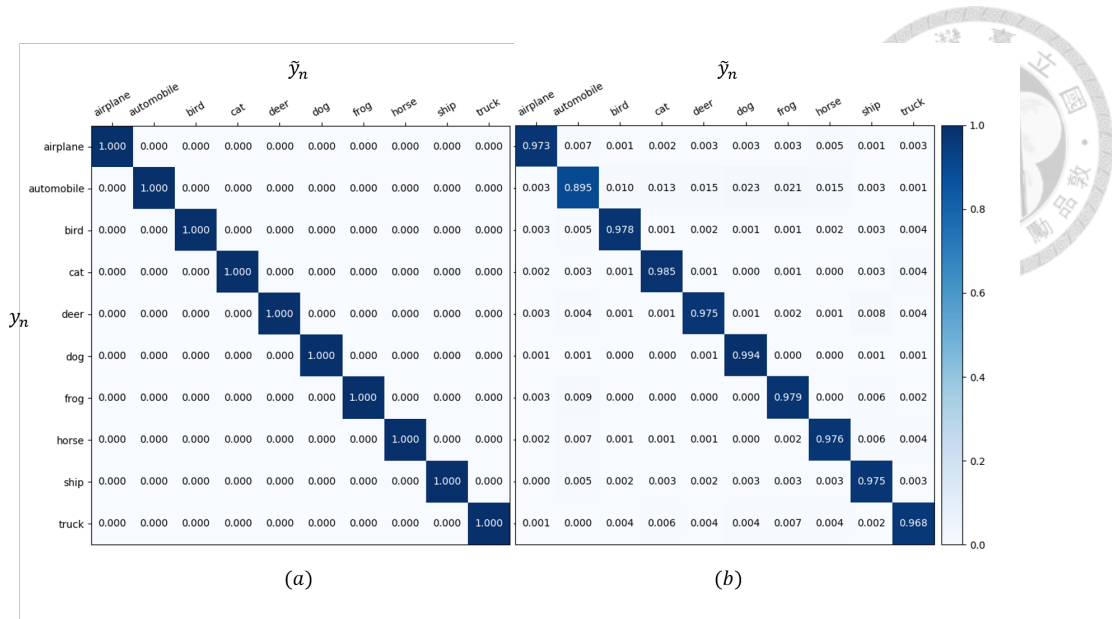 ỹₙ ỹₙ
airplane automobile bird cat deer dog frog horse ship truck airplane automobile bird cat deer dog frog horse ship truck
airplane 1.000 0.000 0.000 0.000 0.000 0.000 0.000 0.000 0.000 0.000 0.973 0.007 0.001 0.002 0.003 0.003 0.003 0.005 0.001 0.003 1.0
automobile 0.000 1.000 0.000 0.000 0.000 0.000 0.000 0.000 0.000 0.000 0.003 0.895 0.010 0.013 0.015 0.023 0.021 0.015 0.003 0.001
0.8
bird 0.000 0.000 1.000 0.000 0.000 0.000 0.000 0.000 0.000 0.000 0.003 0.005 0.978 0.001 0.002 0.001 0.001 0.002 0.003 0.004
cat 0.000 0.000 0.000 1.000 0.000 0.000 0.000 0.000 0.000 0.000 0.002 0.003 0.001 0.985 0.001 0.000 0.001 0.000 0.003 0.004
0.6
yₙ
deer 0.000 0.000 0.000 0.000 1.000 0.000 0.000 0.000 0.000 0.000 0.003 0.004 0.001 0.001 0.975 0.001 0.002 0.001 0.008 0.004
dog 0.000 0.000 0.000 0.000 0.000 1.000 0.000 0.000 0.000 0.000 0.001 0.001 0.000 0.000 0.001 0.994 0.000 0.000 0.001 0.001
0.4
frog 0.000 0.000 0.000 0.000 0.000 0.000 1.000 0.000 0.000 0.000 0.003 0.009 0.000 0.000 0.000 0.000 0.979 0.000 0.006 0.002
horse 0.000 0.000 0.000 0.000 0.000 0.000 0.000 1.000 0.000 0.000 0.002 0.007 0.001 0.001 0.001 0.000 0.002 0.976 0.006 0.004
0.2
ship 0.000 0.000 0.000 0.000 0.000 0.000 0.000 0.000 1.000 0.000 0.000 0.005 0.002 0.003 0.002 0.003 0.003 0.003 0.975 0.003
truck 0.000 0.000 0.000 0.000 0.000 0.000 0.000 0.000 0.000 1.000 0.001 0.000 0.004 0.006 0.004 0.004 0.007 0.004 0.002 0.968
0.0
(a) (b)
立 國
敦 品 勵